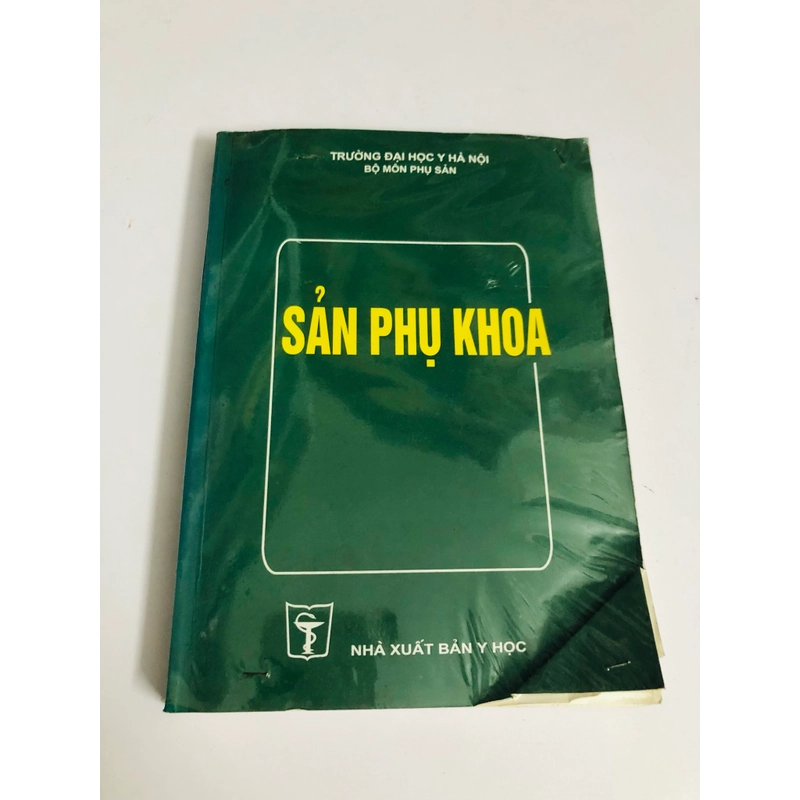 TRƯỜNG ĐẠI HỌC Y HÀ NỘI
BỘ MÔN PHỤ SẢN
SẢN PHỤ KHOA
NHÀ XUẤT BẢN Y HỌC